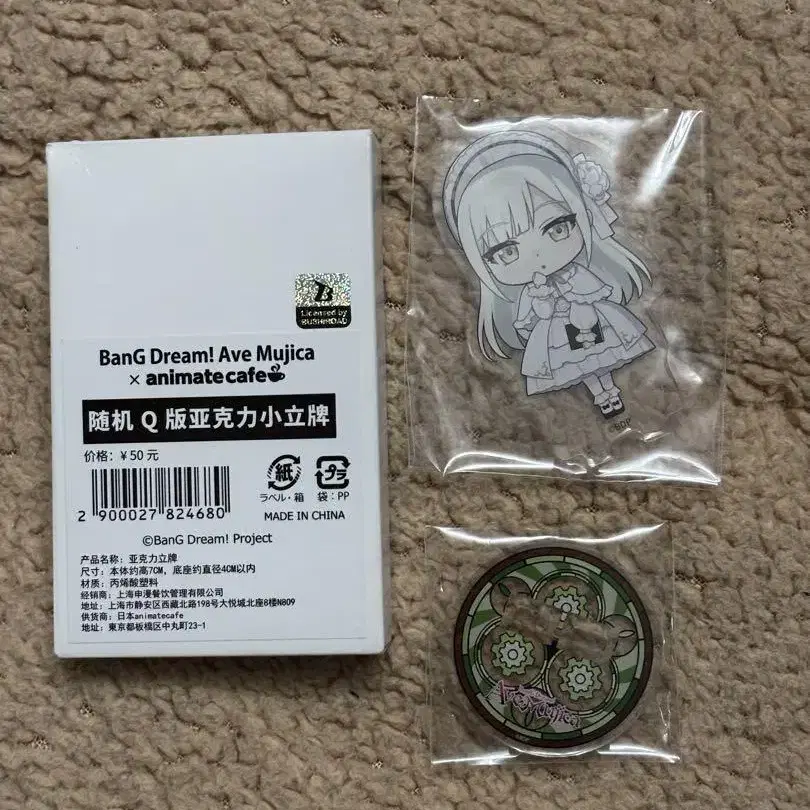 B
Licensed by
BUSHIROAD
BanG Dream! Ave Mujica
× animatecafe
随机 Q 版亚克力小立牌
价格：¥50元
紙
プラ
ラベル・箱
袋：PP
2 900027 824680
MADE IN CHINA
©BanG Dream! Project
产品名称：亚克力立牌
尺寸：本体约高7CM，底座约直径4CM以内
材质：丙烯酸塑料
经销商：上海申漫餐饮管理有限公司
地址：上海市静安区西藏北路198号大悦城北座8楼N809
供货商：日本animatecafe
地址：東京都板橋区中丸町23-1
©BDP
Ave Mujica